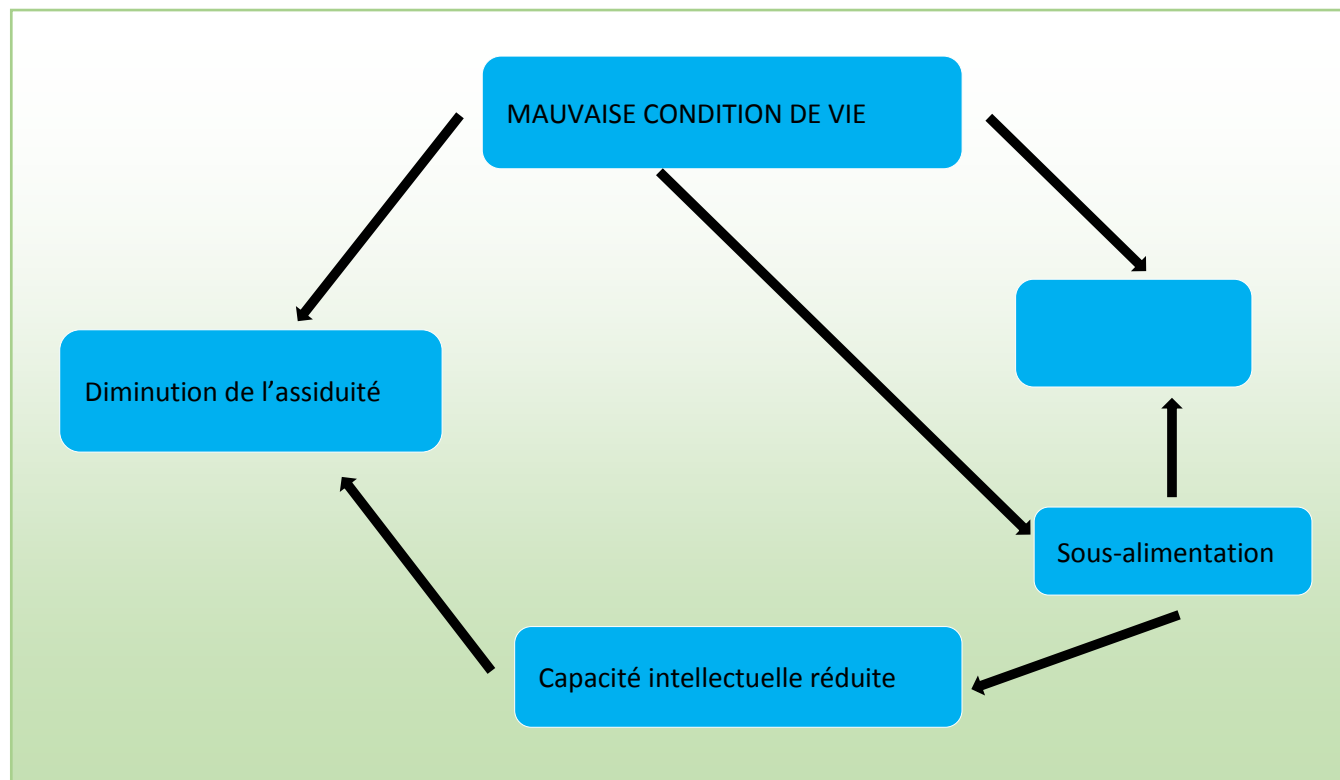 MAUVAISE CONDITION DE VIE
Diminution de l’assiduité
Sous-alimentation
Capacité intellectuelle réduite